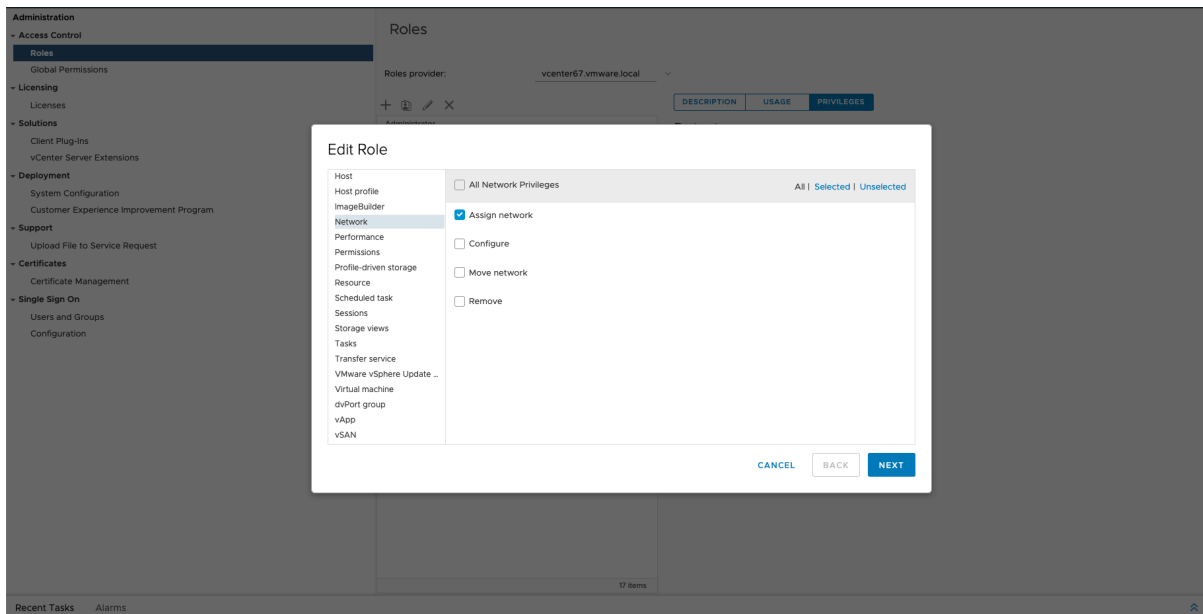 Administration
Access Control
Roles
Global Permissions
Licensing
Licenses
Solutions
Client Plug-Ins
vCenter Server Extensions
Deployment
System Configuration
Customer Experience Improvement Program
Support
Upload File to Service Request
Certificates
Certificate Management
Single Sign On
Users and Groups
Configuration
Roles
Roles provider: vcenter67.vmware.local
DESCRIPTION USAGE PRIVILEGES
Administrator
Edit Role
Host
Host profile
ImageBuilder
Network
Performance
Permissions
Profile-driven storage
Resource
Scheduled task
Sessions
Storage views
Tasks
Transfer service
VMware vSphere Update ...
Virtual machine
dvPort group
vApp
vSAN
All Network Privileges All | Selected | Unselected
Assign network
Configure
Move network
Remove
CANCEL BACK NEXT
17 items
Recent Tasks Alarms